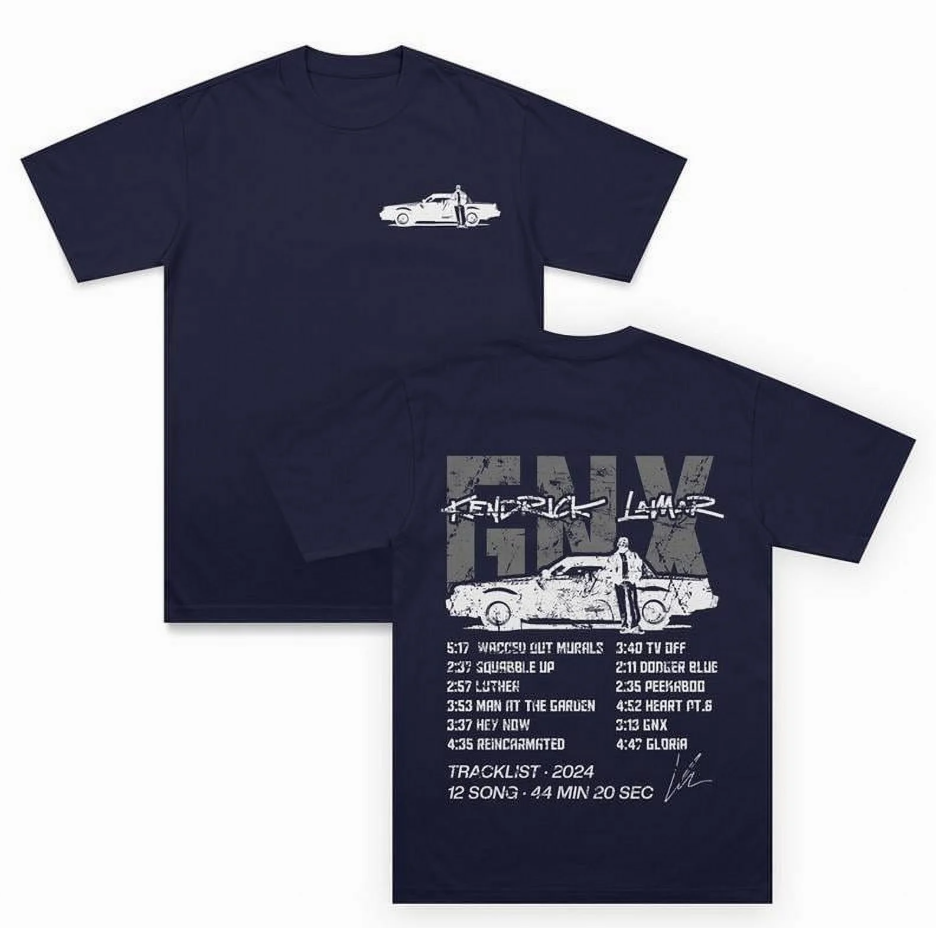 GNX
KENDRICK LAMAR
5:17 WACCED OUT MURALS
2:37 SQUABBLE UP
2:57 LUTHER
3:53 MAN AT THE GARDEN
3:37 HEY NOW
4:35 REINCARNATED
3:40 TV OFF
2:11 DODGER BLUE
2:35 PEEKABOO
4:52 HEART PT.6
3:13 GNX
4:47 GLORIA
TRACKLIST · 2024
12 SONG · 44 MIN 20 SEC